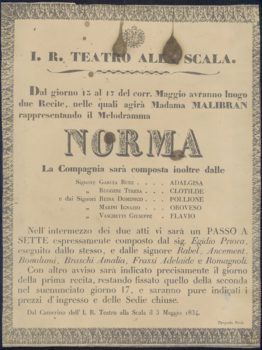 I. R. TEATRO ALLA SCALA.
Dal giorno 15 al 17 del corr. Maggio avranno luogo
due Recite, nelle quali agirà Madama MALIBRAN
rappresentando il Melodramma
NORMA
La Compagnia sarà composta inoltre dalle
Signore Garcia Ruiz . . . . ADALGISA
„ Ruggeri Teresa . . . . CLOTILDE
e dai Signori Reina Domenico . . . . POLLIONE
„ Marini Ignazio . . . . OROVESO
„ Vaschetti Giuseppe . . . . FLAVIO
Nell'intermezzo dei due atti vi sarà un PASSO A
SETTE espressamente composto dal sig. Egidio Priora,
eseguito dallo stesso, e dalle signore Rabel, Ancement,
Bonalumi, Braschi Amalia, Frassi Adelaide e Romagnoli
Con altro avviso sarà indicato precisamente il giorno
della prima recita, restando fissato quello della seconda
nel sucnunciato giorno 17, e saranno pure indicati i
prezzi d'ingresso e delle Sedie chiuse.
Dal Camerino dell'I. R. Teatro alla Scala il 3 Maggio 1834.